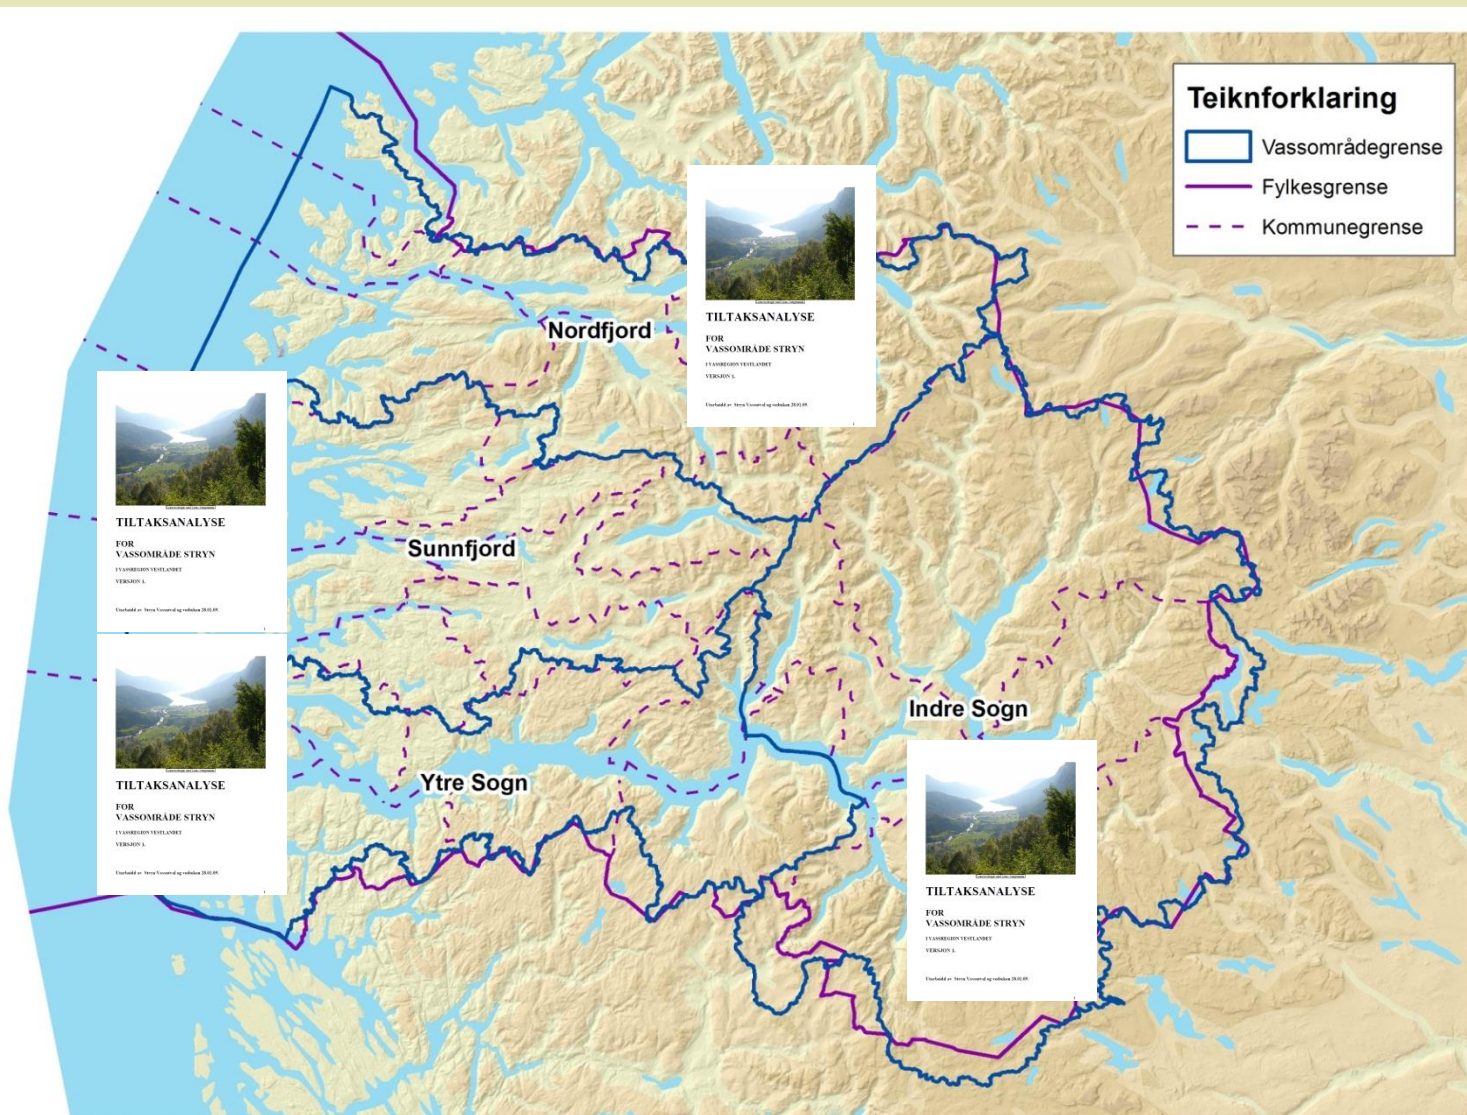 Teiknforklaring
Vassområdegrense
Fylkesgrense
Kommunegrense
TILTAKSANALYSE
FOR
VASSOMRÅDE STRYN
I VASSREGION VESTLANDET
VERSJON 3.
Nordfjord
TILTAKSANALYSE
FOR
VASSOMRÅDE STRYN
I VASSREGION VESTLANDET
VERSJON 3.
Sunnfjord
TILTAKSANALYSE
FOR
VASSOMRÅDE STRYN
I VASSREGION VESTLANDET
VERSJON 3.
Ytre Sogn
Indre Sogn
TILTAKSANALYSE
FOR
VASSOMRÅDE STRYN
I VASSREGION VESTLANDET
VERSJON 3.